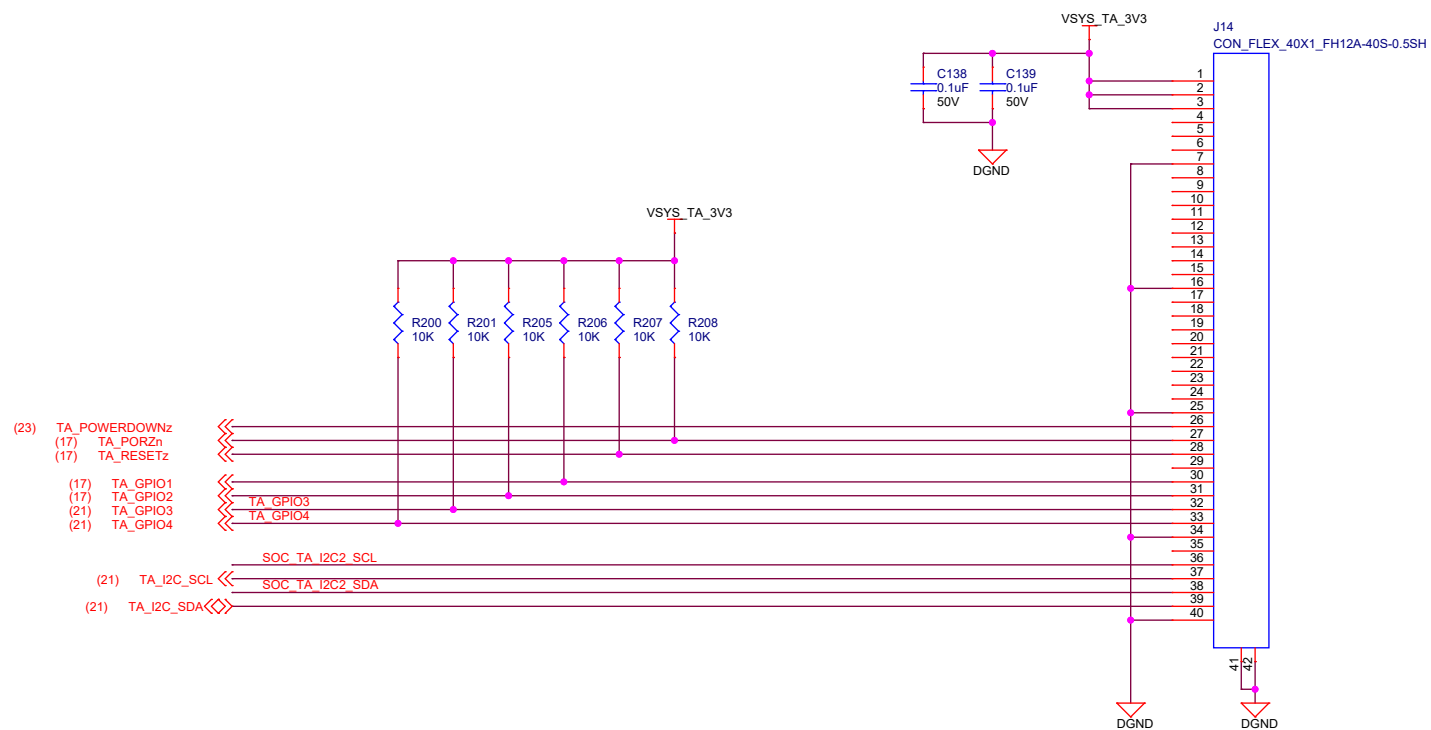 VSYS_TA_3V3
J14
CON_FLEX_40X1_FH12A-40S-0.5SH
C138
0.1uF
50V
C139
0.1uF
50V
DGND
1
2
3
4
5
6
7
8
9
10
11
12
13
14
15
16
17
18
19
20
21
22
23
24
25
26
27
28
29
30
31
32
33
34
35
36
37
38
39
40
VSYS_TA_3V3
R200
10K
R201
10K
R205
10K
R206
10K
R207
10K
R208
10K
(23) TA_POWERDOWNz
(17) TA_PORZn
(17) TA_RESETz
(17) TA_GPIO1
(17) TA_GPIO2
(21) TA_GPIO3
TA_GPIO3
(21) TA_GPIO4
TA_GPIO4
SOC_TA_I2C2_SCL
(21) TA_I2C_SCL
SOC_TA_I2C2_SDA
(21) TA_I2C_SDA
41
42
DGND
DGND